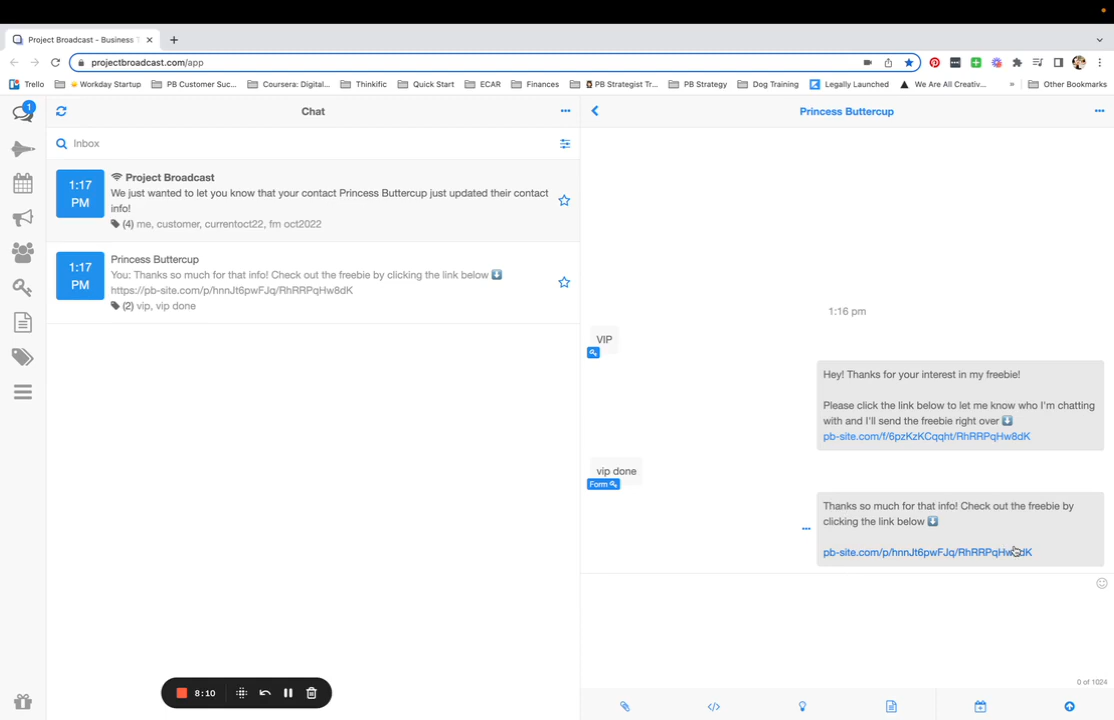 Project Broadcast - Business T
projectbroadcast.com/app
Trello
Workday Startup
PB Customer Suc...
Coursera: Digital...
Thinkific
Quick Start
Finances
PB Strategist Tr...
PB Strategy
Dog Training
Legally Launched
We Are All Creativ...
»
Other Bookmarks
1
Chat
Princess Buttercup
Inbox
1:17
PM
Project Broadcast
We just wanted to let you know that your contact Princess Buttercup just updated their contact
info!
(4) me, customer, currentoct22, fm oct2022
1:17
PM
Princess Buttercup
You: Thanks so much for that info! Check out the freebie by clicking the link below ⬇️
https://pb-site.com/p/hnnJt6pwFJq/RhRRPqHw8dK
(2) vip, vip done
1:16 pm
VIP
Hey! Thanks for your interest in my freebie!
Please click the link below to let me know who I'm chatting
with and I'll send the freebie right over ⬇️
pb-site.com/f/6pzKzKCqqht/RhRRPqHw8dK
vip done
Form
Thanks so much for that info! Check out the freebie by
clicking the link below ⬇️
pb-site.com/p/hnnJt6pwFJq/RhRRPqHw8dK
0 of 1024
8:10